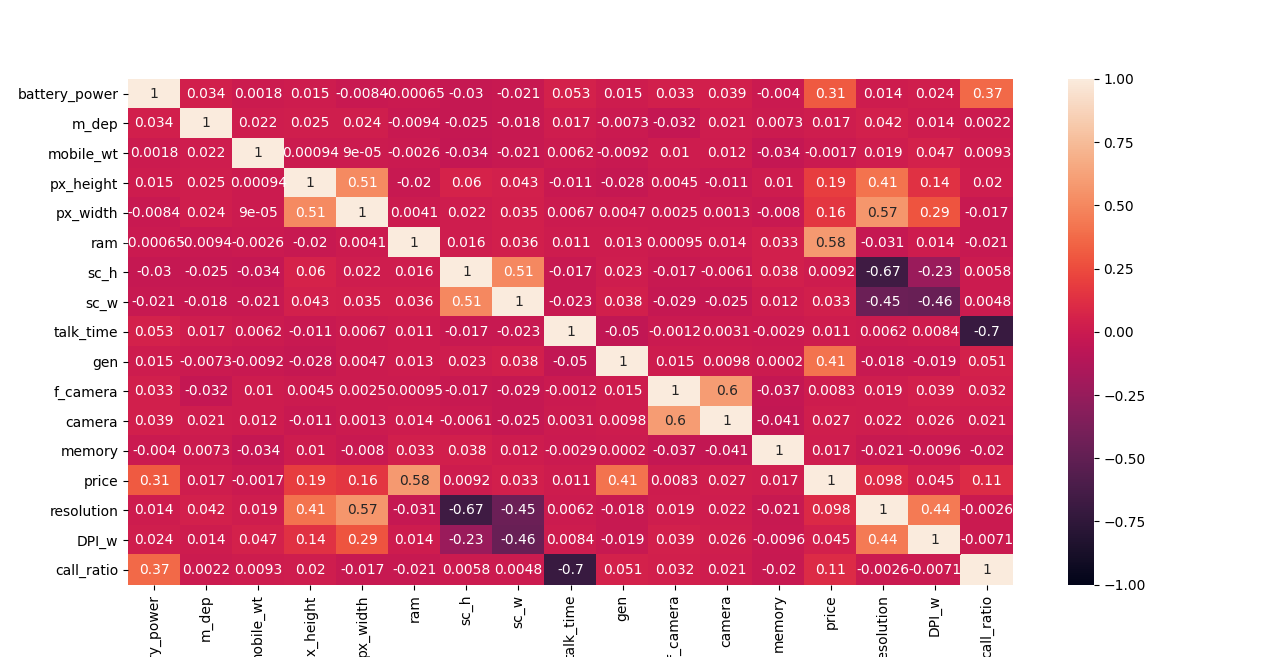 battery_power 1 0.034 0.0018 0.015 -0.0084 0.00065 -0.03 -0.021 0.053 0.015 0.033 0.039 -0.004 0.31 0.014 0.024 0.37 1.00
m_dep 0.034 1 0.022 0.025 0.024 -0.0094 -0.025 -0.018 0.017 -0.0073 -0.032 0.021 0.0073 0.017 0.042 0.014 0.0022
0.75
mobile_wt 0.0018 0.022 1 0.00094 9e-05 -0.0026 -0.034 -0.021 0.0062 -0.0092 0.01 0.012 -0.034 -0.0017 0.019 0.047 0.0093
px_height 0.015 0.025 0.00094 1 0.51 -0.02 0.06 0.043 -0.011 -0.028 0.0045 -0.011 0.01 0.19 0.41 0.14 0.02
0.50
px_width -0.0084 0.024 9e-05 0.51 1 0.0041 0.022 0.035 0.0067 0.0047 0.0025 0.0013 -0.008 0.16 0.57 0.29 -0.017
ram 0.00065 -0.0094 -0.0026 -0.02 0.0041 1 0.016 0.036 0.011 0.013 0.00095 0.014 0.033 0.58 -0.031 0.014 -0.021
0.25
sc_h -0.03 -0.025 -0.034 0.06 0.022 0.016 1 0.51 -0.017 0.023 -0.017 -0.0061 0.038 0.0092 -0.67 -0.23 0.0058
sc_w -0.021 -0.018 -0.021 0.043 0.035 0.036 0.51 1 -0.023 0.038 -0.029 -0.025 0.012 0.033 -0.45 -0.46 0.0048
talk_time 0.053 0.017 0.0062 -0.011 0.0067 0.011 -0.017 -0.023 1 -0.05 -0.0012 0.0031 -0.0029 0.011 0.0062 0.0084 -0.7 0.00
gen 0.015 -0.0073 -0.0092 -0.028 0.0047 0.013 0.023 0.038 -0.05 1 0.015 0.0098 0.0002 0.41 -0.018 -0.019 0.051
f_camera 0.033 -0.032 0.01 0.0045 0.0025 0.00095 -0.017 -0.029 -0.0012 0.015 1 0.6 -0.037 0.0083 0.019 0.039 0.032 −0.25
camera 0.039 0.021 0.012 -0.011 0.0013 0.014 -0.0061 -0.025 0.0031 0.0098 0.6 1 -0.041 0.027 0.022 0.026 0.021
memory -0.004 0.0073 -0.034 0.01 -0.008 0.033 0.038 0.012 -0.0029 0.0002 -0.037 -0.041 1 0.017 -0.021 -0.0096 -0.02
−0.50
price 0.31 0.017 -0.0017 0.19 0.16 0.58 0.0092 0.033 0.011 0.41 0.0083 0.027 0.017 1 0.098 0.045 0.11
resolution 0.014 0.042 0.019 0.41 0.57 -0.031 -0.67 -0.45 0.0062 -0.018 0.019 0.022 -0.021 0.098 1 0.44 -0.0026
−0.75
DPI_w 0.024 0.014 0.047 0.14 0.29 0.014 -0.23 -0.46 0.0084 -0.019 0.039 0.026 -0.0096 0.045 0.44 1 -0.0071
call_ratio 0.37 0.0022 0.0093 0.02 -0.017 -0.021 0.0058 0.0048 -0.7 0.051 0.032 0.021 -0.02 0.11 -0.0026 -0.0071 1
−1.00
ry_power m_dep nobile_wt x_height px_width ram sc_h sc_w talk_time gen f_camera camera memory price esolution DPI_w call_ratio